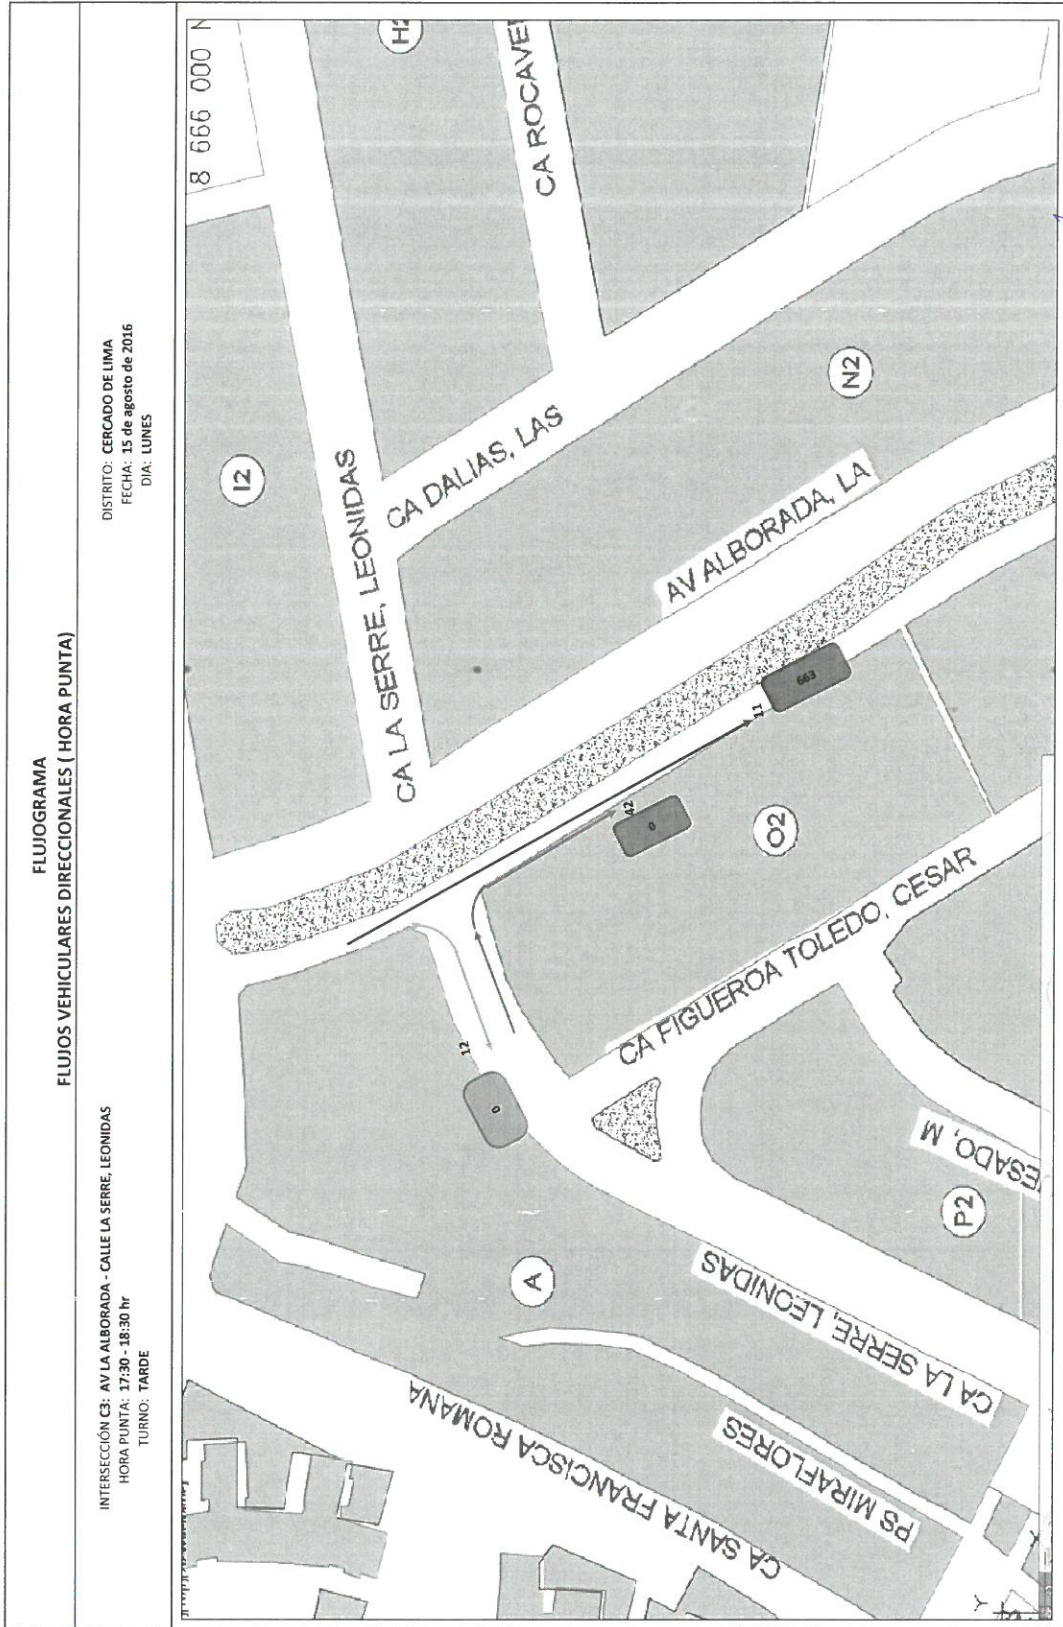 FLUJOGRAMA
FLUJOS VEHICULARES DIRECCIONALES ( HORA PUNTA)
INTERSECCIÓN C3: AV LA ALBORADA - CALLE LA SERRE, LEONIDAS
HORA PUNTA: 17:30 - 18:30 hr
TURNO: TARDE
DISTRITO: CERCADO DE LIMA
FECHA: 15 de agosto de 2016
DIA: LUNES
8 666 000 N
I2
H2
CA LA SERRE, LEONIDAS
CA ROCAVE
CA DALIAS, LAS
N2
AV ALBORADA, LA
12
0
42
0
11
663
O2
CA FIGUEROA TOLEDO, CESAR
A
CA SANTA FRANCISCA ROMANA
PS MIRAFLORES
CA LA SERRE, LEONIDAS
P2
ESADO, M